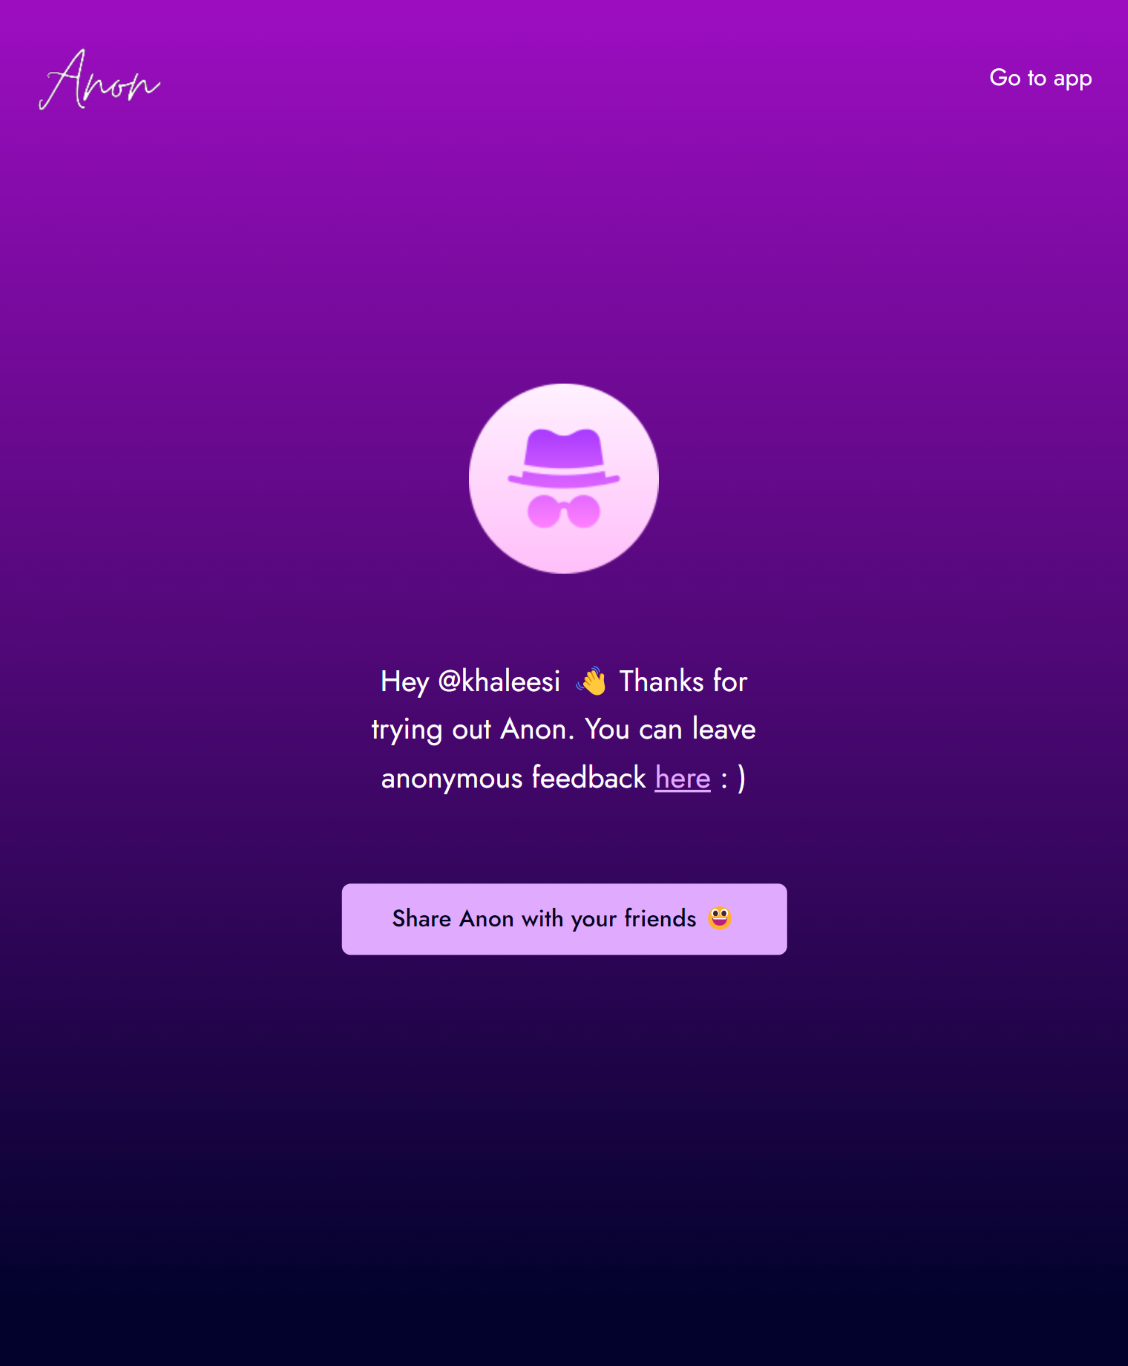 Anon
Go to app
Hey @khaleesi 👋 Thanks for
trying out Anon. You can leave
anonymous feedback here : )
Share Anon with your friends 😃